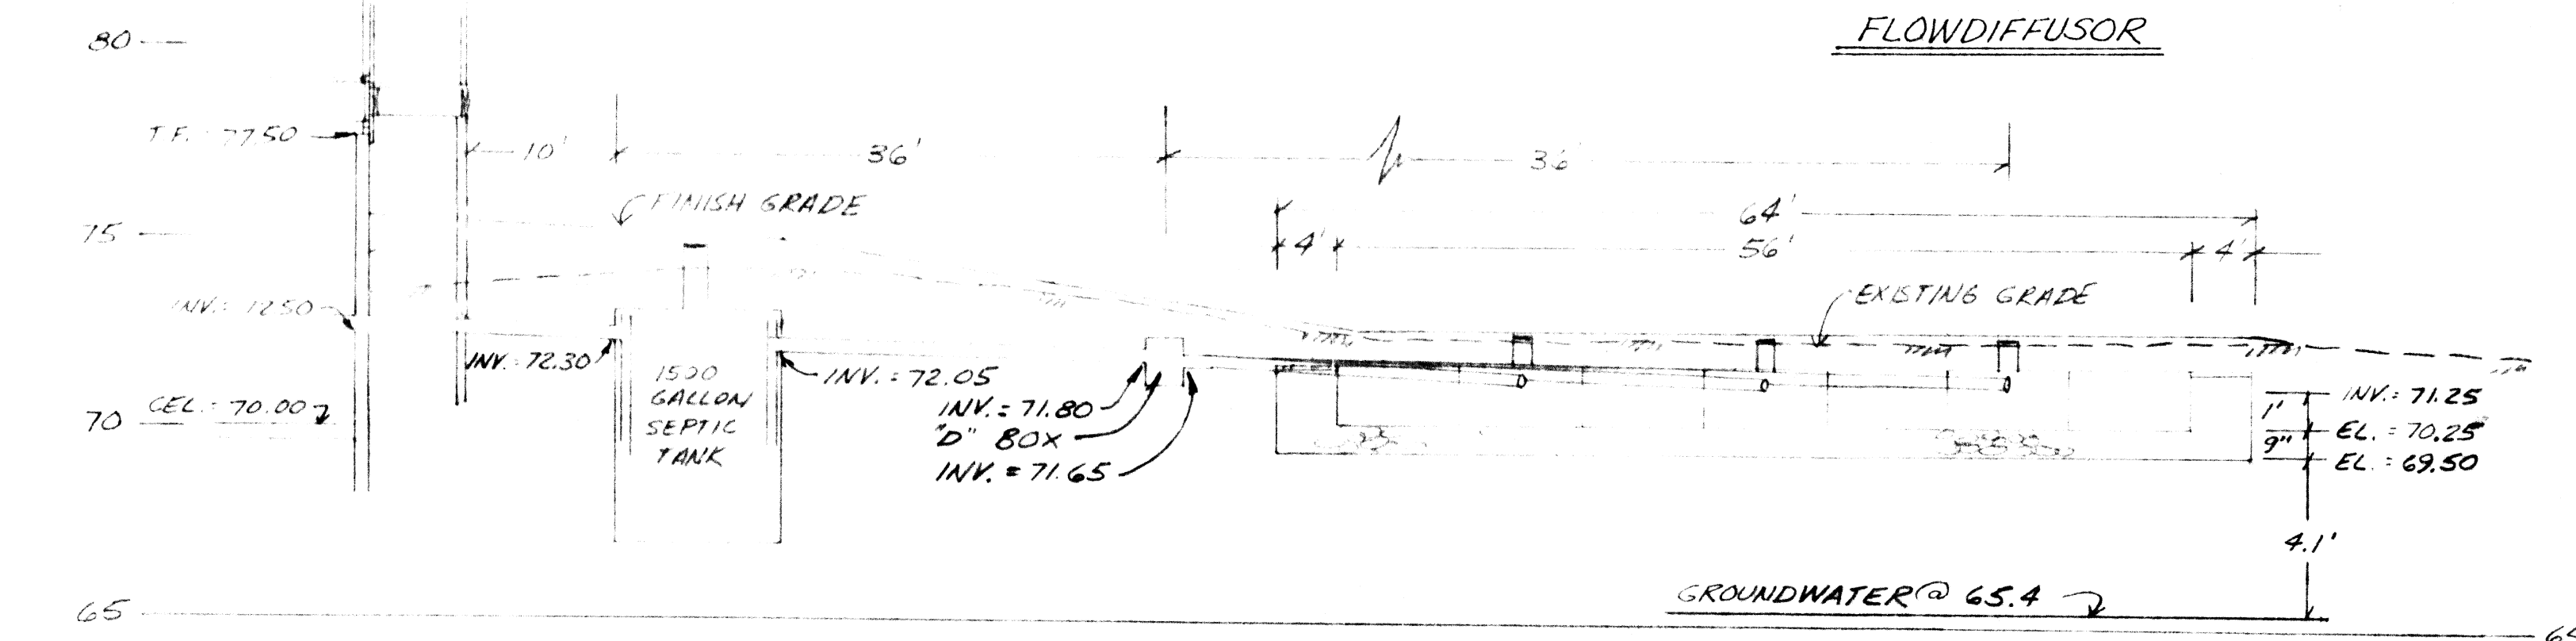 FLOWDIFFUSOR
80
T.F. 77.50
10'
36'
36'
FINISH GRADE
64'
75
4'
56'
4'
EXISTING GRADE
INV.: 72.50
INV.: 72.30
1500
GALLON
SEPTIC
TANK
INV. = 72.05
INV. = 71.80
"D" BOX
INV. = 71.65
70
CEL. = 70.00
1'
INV. = 71.25
EL. = 70.25
9"
EL. = 69.50
4.1'
GROUNDWATER @ 65.4
65